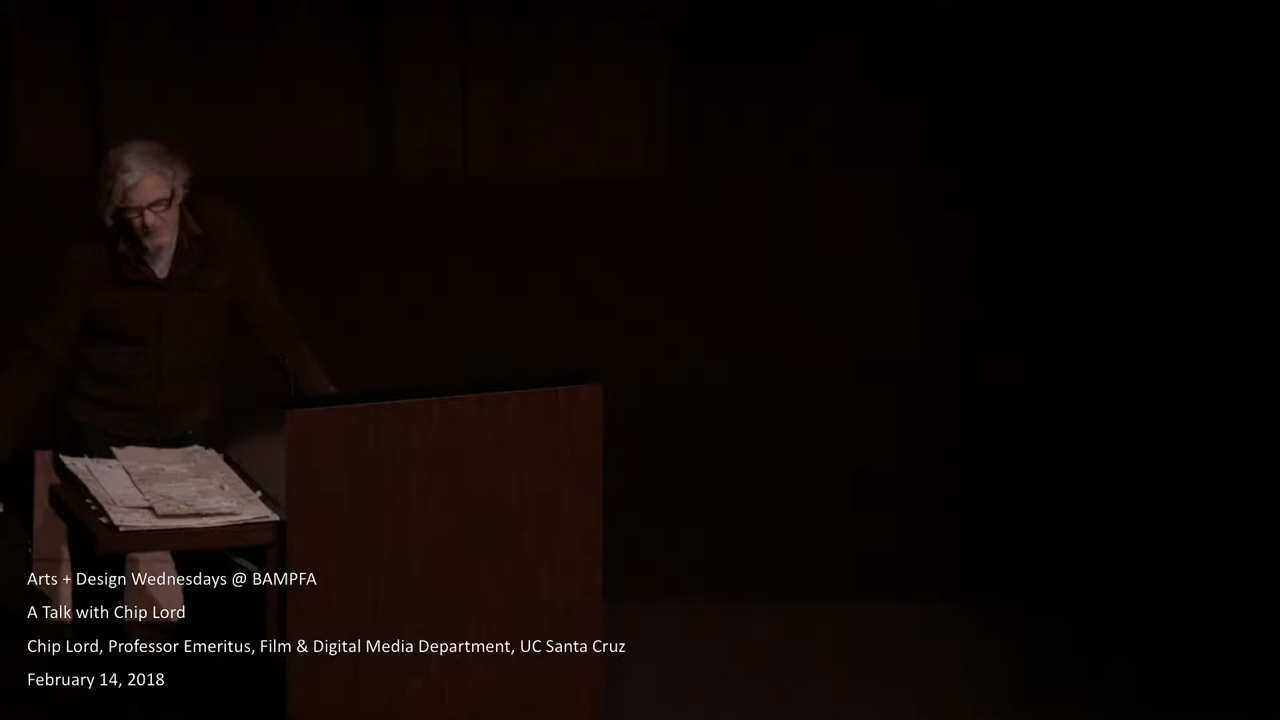 Arts + Design Wednesdays @ BAMPFA
A Talk with Chip Lord
Chip Lord, Professor Emeritus, Film & Digital Media Department, UC Santa Cruz
February 14, 2018